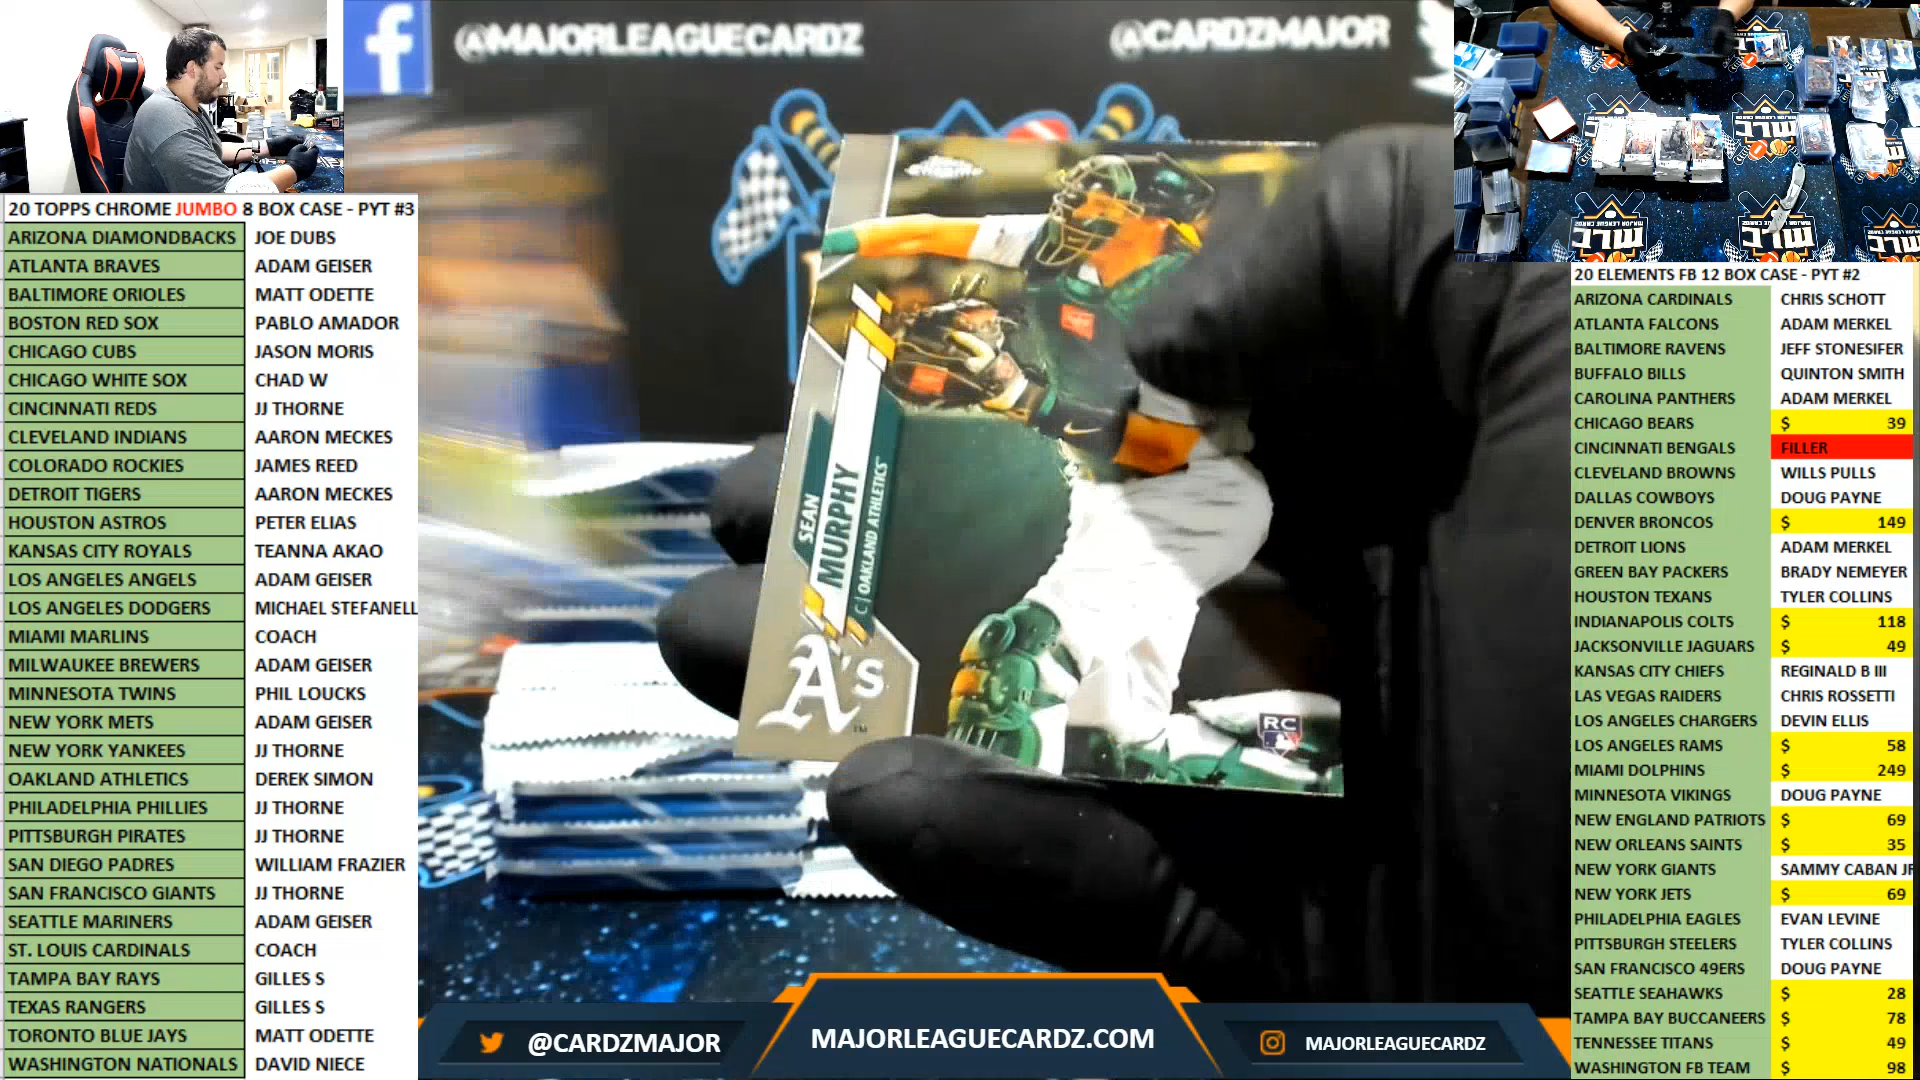 @MAJORLEAGUECARDZ
@CARDZMAJOR
20 TOPPS CHROME JUMBO 8 BOX CASE - PYT #3
ARIZONA DIAMONDBACKS JOE DUBS
ATLANTA BRAVES ADAM GEISER
BALTIMORE ORIOLES MATT ODETTE
BOSTON RED SOX PABLO AMADOR
CHICAGO CUBS JASON MORIS
CHICAGO WHITE SOX CHAD W
CINCINNATI REDS JJ THORNE
CLEVELAND INDIANS AARON MECKES
COLORADO ROCKIES JAMES REED
DETROIT TIGERS AARON MECKES
HOUSTON ASTROS PETER ELIAS
KANSAS CITY ROYALS TEANNA AKAO
LOS ANGELES ANGELS ADAM GEISER
LOS ANGELES DODGERS MICHAEL STEFANELL
MIAMI MARLINS COACH
MILWAUKEE BREWERS ADAM GEISER
MINNESOTA TWINS PHIL LOUCKS
NEW YORK METS ADAM GEISER
NEW YORK YANKEES JJ THORNE
OAKLAND ATHLETICS DEREK SIMON
PHILADELPHIA PHILLIES JJ THORNE
PITTSBURGH PIRATES JJ THORNE
SAN DIEGO PADRES WILLIAM FRAZIER
SAN FRANCISCO GIANTS JJ THORNE
SEATTLE MARINERS ADAM GEISER
ST. LOUIS CARDINALS COACH
TAMPA BAY RAYS GILLES S
TEXAS RANGERS GILLES S
TORONTO BLUE JAYS MATT ODETTE
WASHINGTON NATIONALS DAVID NIECE
SEAN
MURPHY
C | OAKLAND ATHLETICS™
A's
TM
RC
20 ELEMENTS FB 12 BOX CASE - PYT #2
ARIZONA CARDINALS CHRIS SCHOTT
ATLANTA FALCONS ADAM MERKEL
BALTIMORE RAVENS JEFF STONESIFER
BUFFALO BILLS QUINTON SMITH
CAROLINA PANTHERS ADAM MERKEL
CHICAGO BEARS $ 39
CINCINNATI BENGALS FILLER
CLEVELAND BROWNS WILLS PULLS
DALLAS COWBOYS DOUG PAYNE
DENVER BRONCOS $ 149
DETROIT LIONS ADAM MERKEL
GREEN BAY PACKERS BRADY NEMEYER
HOUSTON TEXANS TYLER COLLINS
INDIANAPOLIS COLTS $ 118
JACKSONVILLE JAGUARS $ 49
KANSAS CITY CHIEFS REGINALD B III
LAS VEGAS RAIDERS CHRIS ROSSETTI
LOS ANGELES CHARGERS DEVIN ELLIS
LOS ANGELES RAMS $ 58
MIAMI DOLPHINS $ 249
MINNESOTA VIKINGS DOUG PAYNE
NEW ENGLAND PATRIOTS $ 69
NEW ORLEANS SAINTS $ 35
NEW YORK GIANTS SAMMY CABAN JR
NEW YORK JETS $ 69
PHILADELPHIA EAGLES EVAN LEVINE
PITTSBURGH STEELERS TYLER COLLINS
SAN FRANCISCO 49ERS DOUG PAYNE
SEATTLE SEAHAWKS $ 28
TAMPA BAY BUCCANEERS $ 78
TENNESSEE TITANS $ 49
WASHINGTON FB TEAM $ 98
@CARDZMAJOR
MAJORLEAGUECARDZ.COM
MAJORLEAGUECARDZ